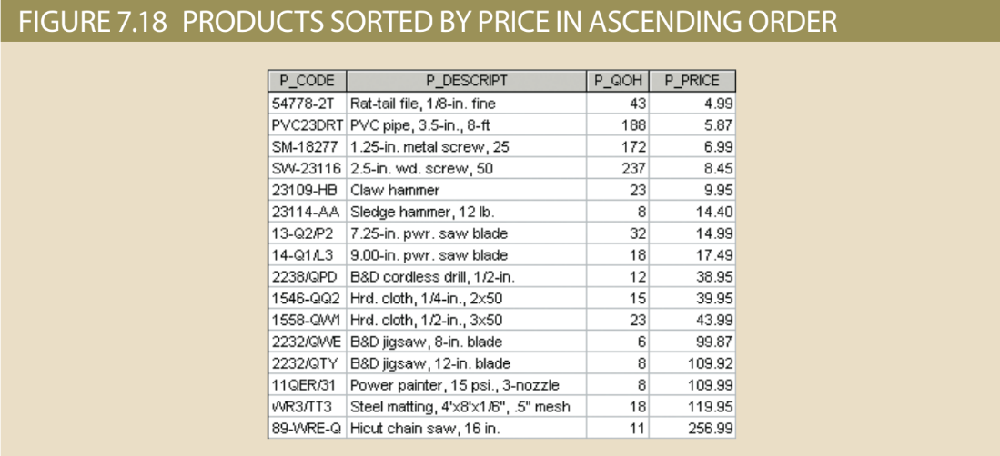 FIGURE 7.18 PRODUCTS SORTED BY PRICE IN ASCENDING ORDER
P_CODE P_DESCRIPT P_QOH P_PRICE
54778-2T Rat-tail file, 1/8-in. fine 43 4.99
PVC23DRT PVC pipe, 3.5-in., 8-ft 188 5.87
SM-18277 1.25-in. metal screw, 25 172 6.99
SW-23116 2.5-in. wd. screw, 50 237 8.45
23109-HB Claw hammer 23 9.95
23114-AA Sledge hammer, 12 lb. 8 14.40
13-Q2/P2 7.25-in. pwr. saw blade 32 14.99
14-Q1/L3 9.00-in. pwr. saw blade 18 17.49
2238/QPD B&D cordless drill, 1/2-in. 12 38.95
1546-QQ2 Hrd. cloth, 1/4-in., 2x50 15 39.95
1558-QW1 Hrd. cloth, 1/2-in., 3x50 23 43.99
2232/QWE B&D jigsaw, 8-in. blade 6 99.87
2232/QTY B&D jigsaw, 12-in. blade 8 109.92
11QER/31 Power painter, 15 psi., 3-nozzle 8 109.99
WR3/TT3 Steel matting, 4'x8'x1/6", .5" mesh 18 119.95
89-WRE-Q Hicut chain saw, 16 in. 11 256.99